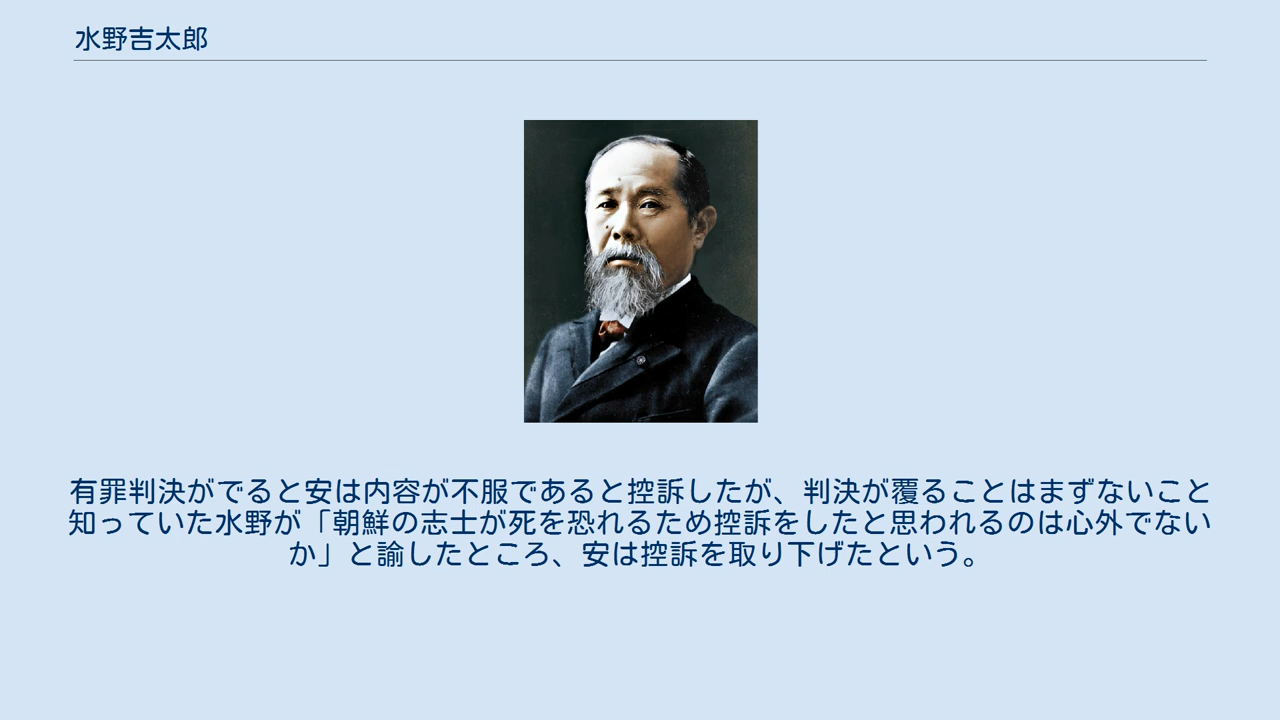 水野吉太郎
有罪判決がでると安は内容が不服であると控訴したが、判決が覆ることはまずないこと
知っていた水野が「朝鮮の志士が死を恐れるため控訴をしたと思われるのは心外でない
か」と諭したところ、安は控訴を取り下げたという。